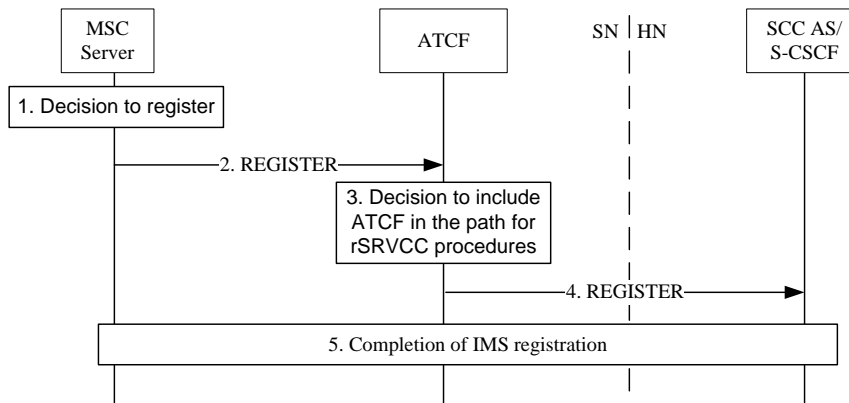 MSC
Server
ATCF
SN
HN
SCC AS/
S-CSCF
1. Decision to register
2. REGISTER
3. Decision to include
ATCF in the path for
rSRVCC procedures
4. REGISTER
5. Completion of IMS registration